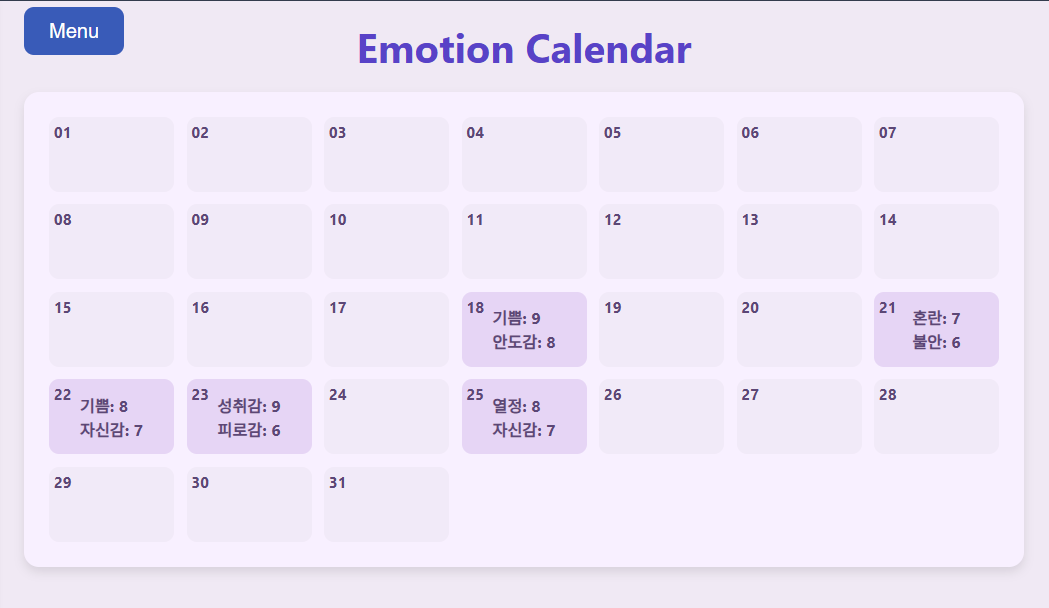 Menu
Emotion Calendar
01 02 03 04 05 06 07
08 09 10 11 12 13 14
15 16 17 18 기쁨: 9 19 20 21 혼란: 7
안도감: 8 불안: 6
22 기쁨: 8 23 성취감: 9 24 25 열정: 8 26 27 28
자신감: 7 피로감: 6 자신감: 7
29 30 31